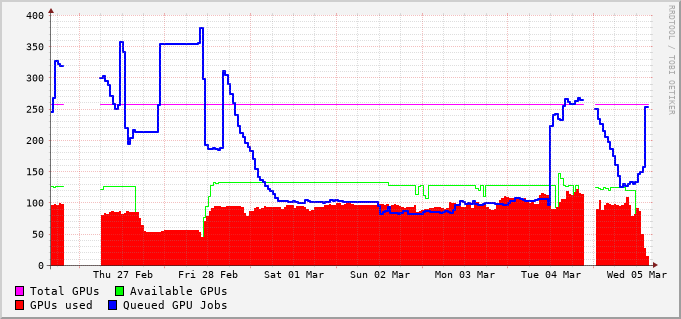 RRDTOOL / TOBI OETIKER
400
350
300
250
200
150
100
50
0
Thu 27 Feb Fri 28 Feb Sat 01 Mar Sun 02 Mar Mon 03 Mar Tue 04 Mar Wed 05 Mar
Total GPUs Available GPUs
GPUs used Queued GPU Jobs